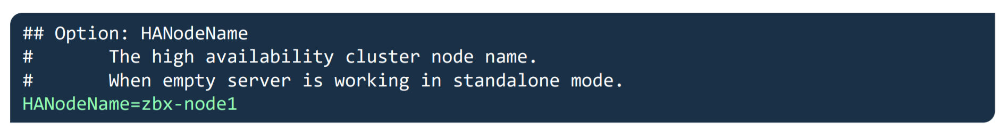 ## Option: HANodeName
#       The high availability cluster node name.
#       When empty server is working in standalone mode.
HANodeName=zbx-node1